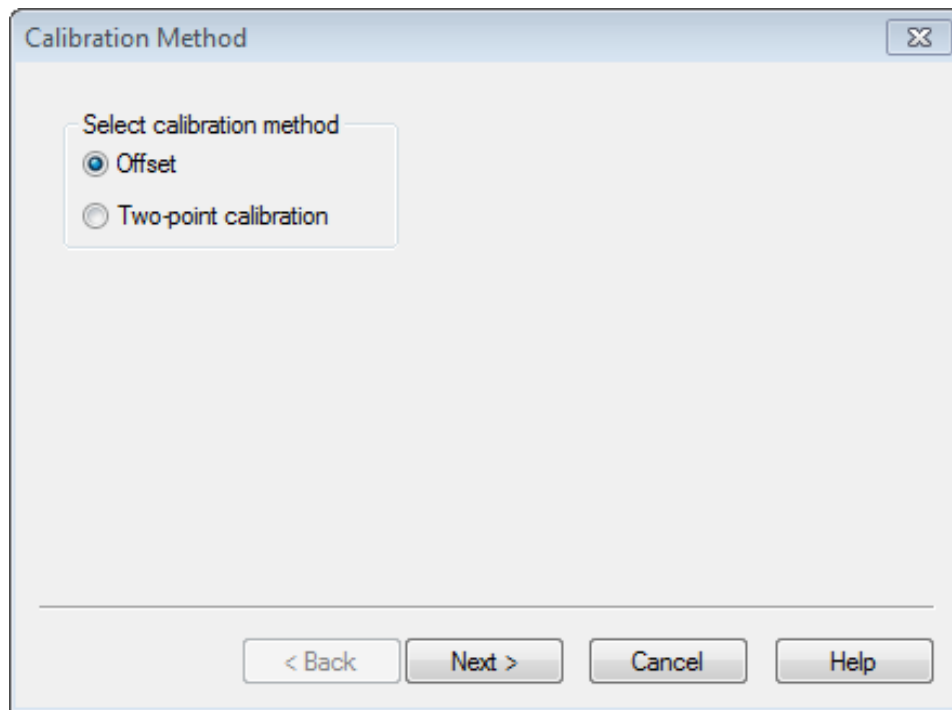 Calibration Method
Select calibration method
Offset
Two-point calibration
< Back Next > Cancel Help